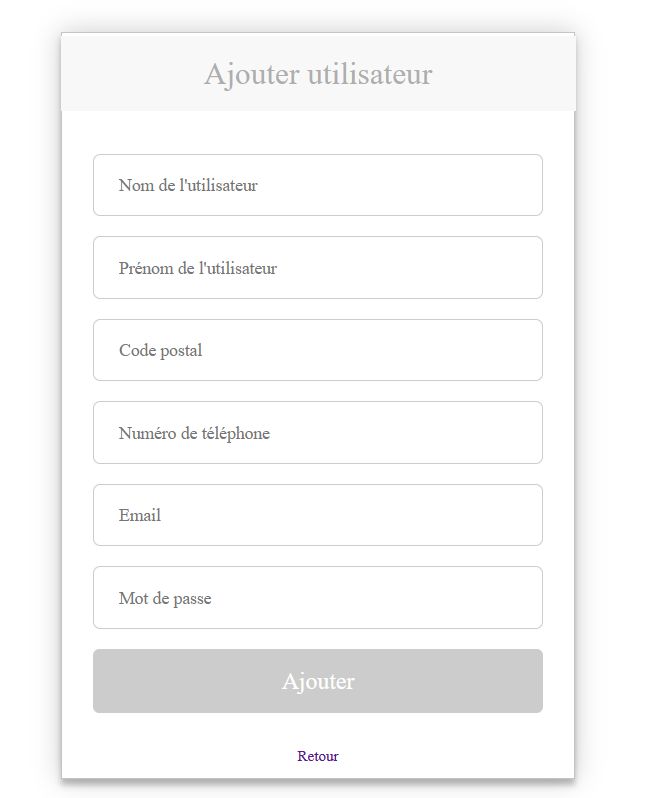 Ajouter utilisateur
Nom de l'utilisateur
Prénom de l'utilisateur
Code postal
Numéro de téléphone
Email
Mot de passe
Ajouter
Retour